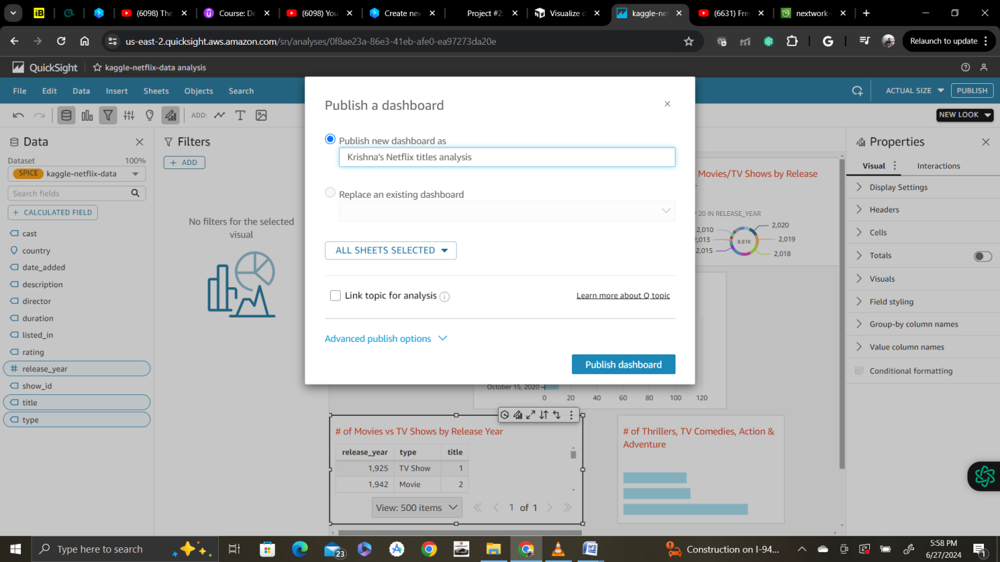 iB
(6098) The
Course: De
(6098) You
Create new
Project #2:
Visualize d
kaggle-net
(6631) Fre
nextwork-
us-east-2.quicksight.aws.amazon.com/sn/analyses/0f8ae23a-86e3-41eb-afe0-ea97273da20e
Relaunch to update
QuickSight
kaggle-netflix-data analysis
File Edit Data Insert Sheets Objects Search
ACTUAL SIZE
PUBLISH
ADD:
NEW LOOK
Data
Dataset 100%
SPICE kaggle-netflix-data
Search fields
+ CALCULATED FIELD
cast
country
date_added
description
director
duration
listed_in
rating
# release_year
show_id
title
type
Filters
+ ADD
No filters for the selected
visual
Publish a dashboard
Publish new dashboard as
Krishna's Netflix titles analysis
Replace an existing dashboard
ALL SHEETS SELECTED
Link topic for analysis
Learn more about Q topic
Advanced publish options
Publish dashboard
Movies/TV Shows by Release
20 IN RELEASE_YEAR
2,010
2,013
2,015
8.81K
2,020
2,019
2,018
October 15, 2020
0 20 40 60 80 100 120
# of Movies vs TV Shows by Release Year
release_year type title
1,925 TV Show 1
1,942 Movie 2
View: 500 items
1 of 1
# of Thrillers, TV Comedies, Action &
Adventure
Properties
Visual Interactions
Display Settings
Headers
Cells
Totals
Visuals
Field styling
Group-by column names
Value column names
Conditional formatting
Type here to search
23
Construction on I-94...
5:58 PM
6/27/2024
1